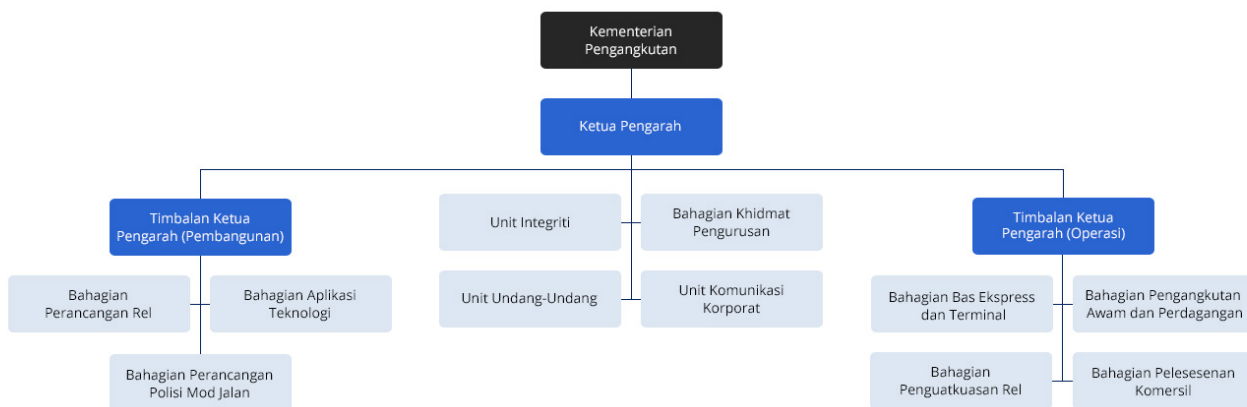 Kementerian
Pengangkutan
Ketua Pengarah
Timbalan Ketua
Pengarah (Pembangunan)
Bahagian
Perancangan Rel
Bahagian Aplikasi
Teknologi
Bahagian Perancangan
Polisi Mod Jalan
Unit Integriti
Bahagian Khidmat
Pengurusan
Unit Undang-Undang
Unit Komunikasi
Korporat
Timbalan Ketua
Pengarah (Operasi)
Bahagian Bas Ekspress
dan Terminal
Bahagian Pengangkutan
Awam dan Perdagangan
Bahagian
Penguatkuasan Rel
Bahagian Pelesesenan
Komersil